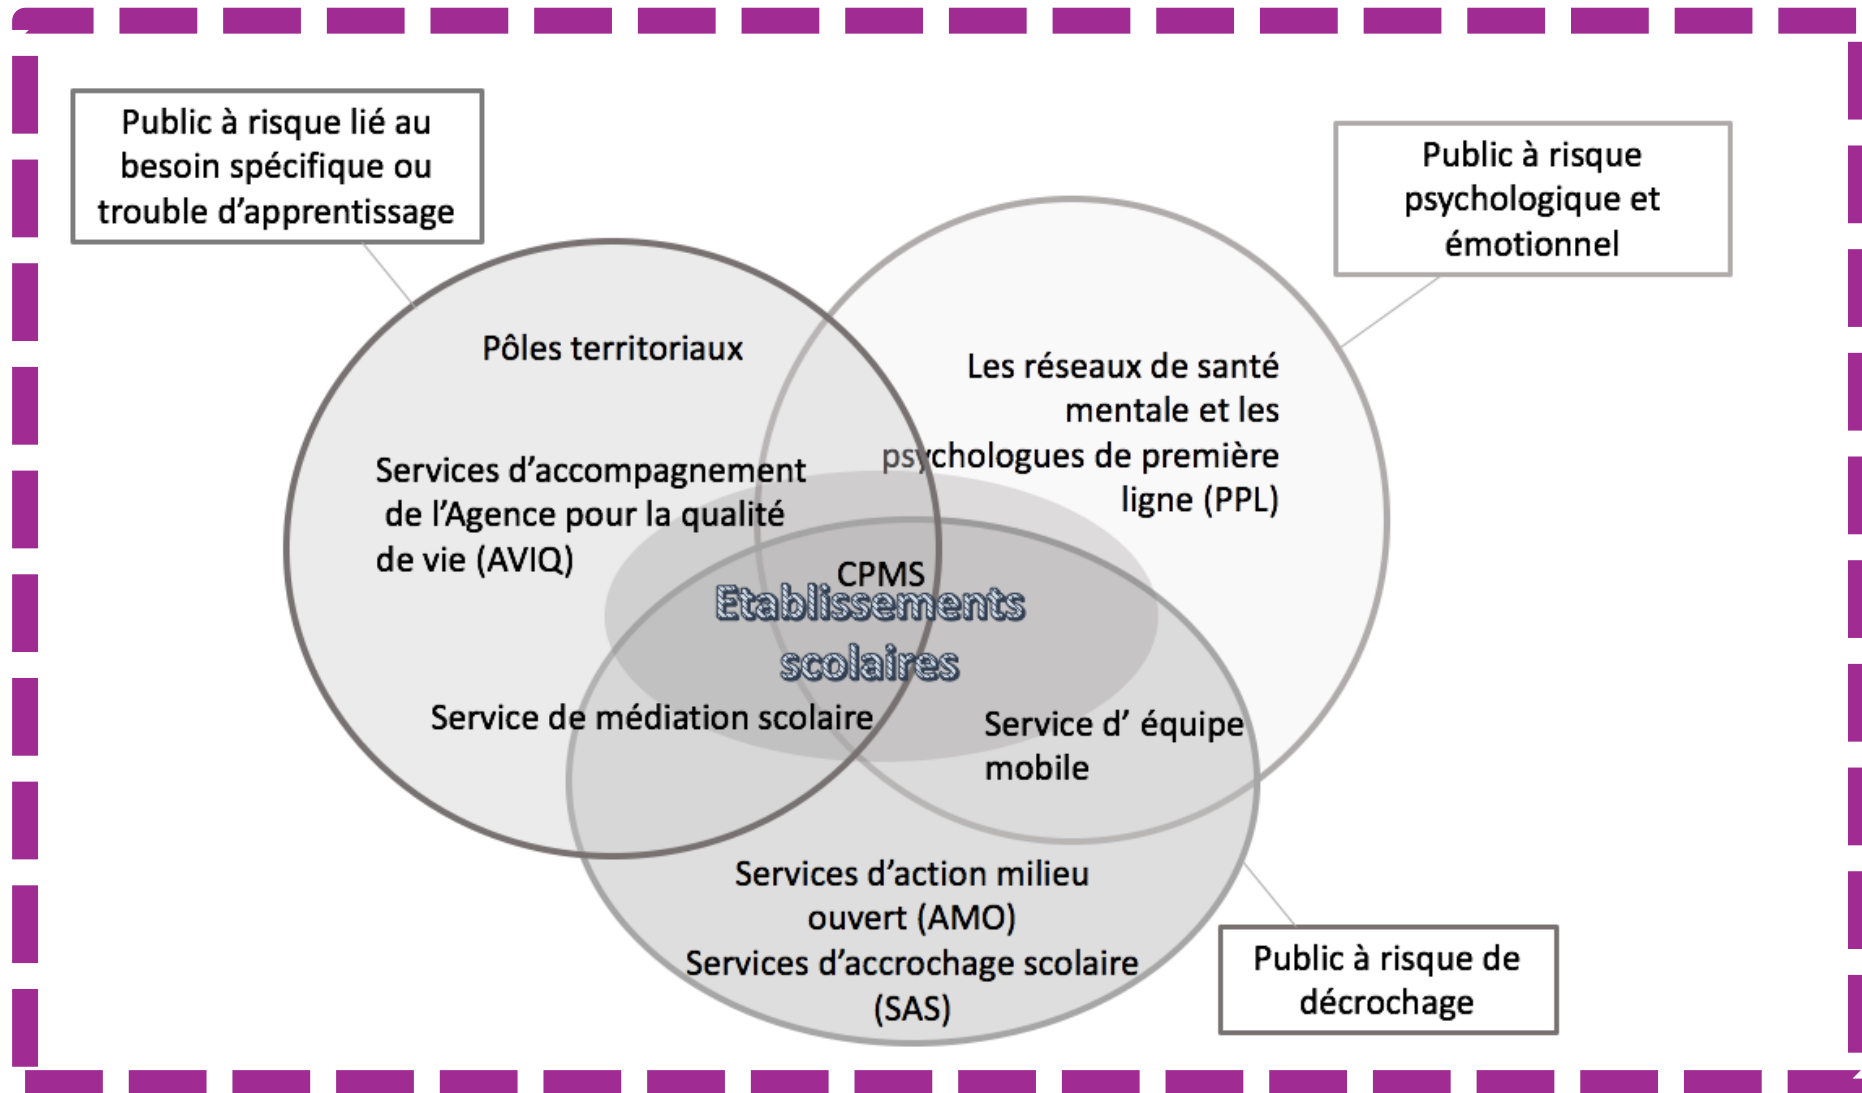 Public à risque lié au
besoin spécifique ou
trouble d'apprentissage
Public à risque
psychologique et
émotionnel
Pôles territoriaux
Les réseaux de santé
mentale et les
psychologues de première
ligne (PPL)
Services d'accompagnement
de l'Agence pour la qualité
de vie (AVIQ)
CPMS
Etablissements
scolaires
Service de médiation scolaire
Service d' équipe
mobile
Services d'action milieu
ouvert (AMO)
Services d'accrochage scolaire
(SAS)
Public à risque de
décrochage